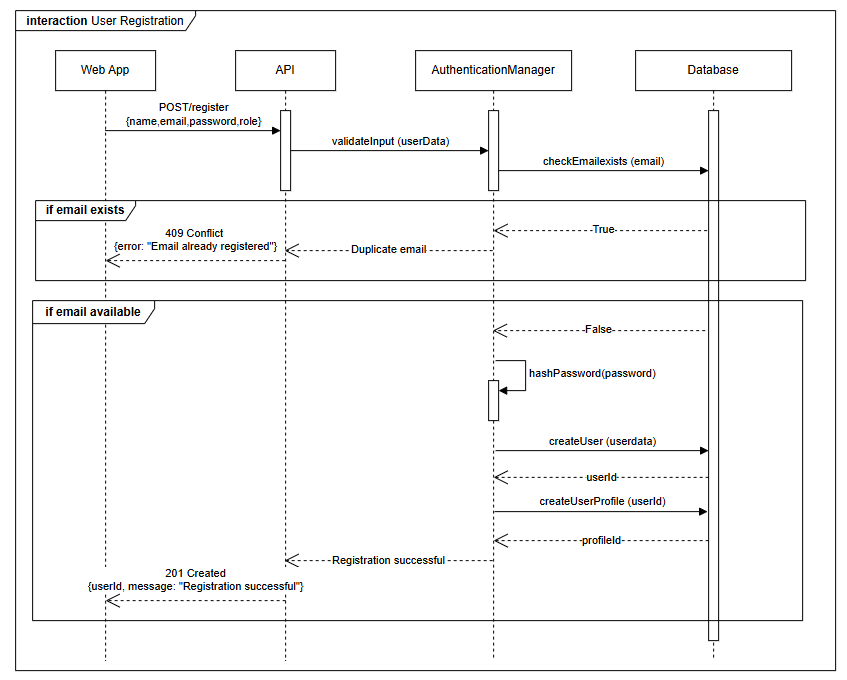 interaction User Registration
Web App
API
AuthenticationManager
Database
POST/register
{name,email,password,role}
validateInput (userData)
checkEmailexists (email)
if email exists
True
409 Conflict
{error: "Email already registered"}
Duplicate email
if email available
False
hashPassword(password)
createUser (userdata)
userId
createUserProfile (userId)
profileId
Registration successful
201 Created
{userId, message: "Registration successful"}